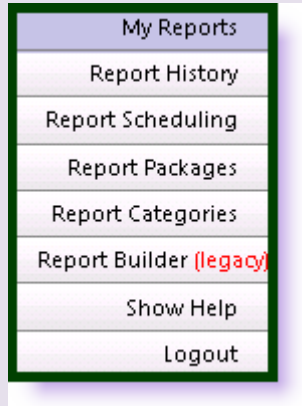 My Reports
Report History
Report Scheduling
Report Packages
Report Categories
Report Builder (legacy)
Show Help
Logout